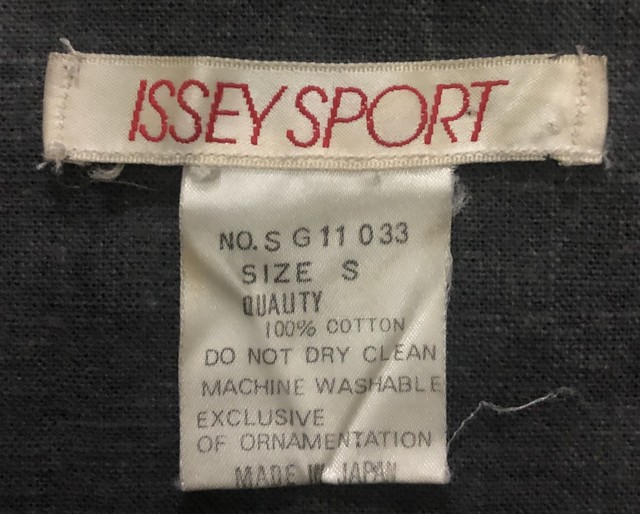 ISSEY SPORT
NO. S G 11 033
SIZE S
QUALITY
100% COTTON
DO NOT DRY CLEAN
MACHINE WASHABLE
EXCLUSIVE
OF ORNAMENTATION
MADE IN JAPAN